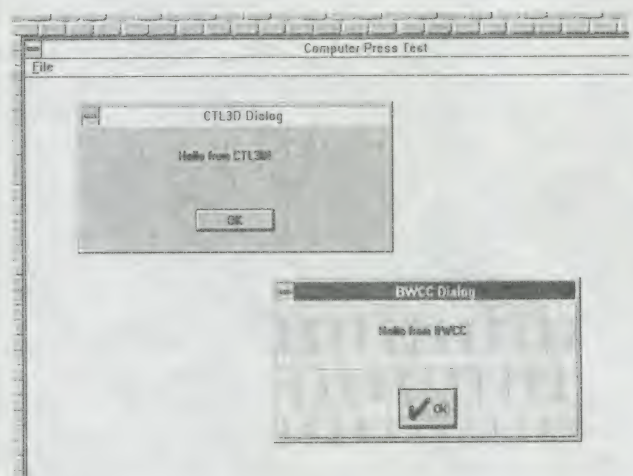 Computer Press Test
File
CTL3D Dialog
Hello from CTL3D!
OK
BWCC Dialog
Hello from BWCC
OK